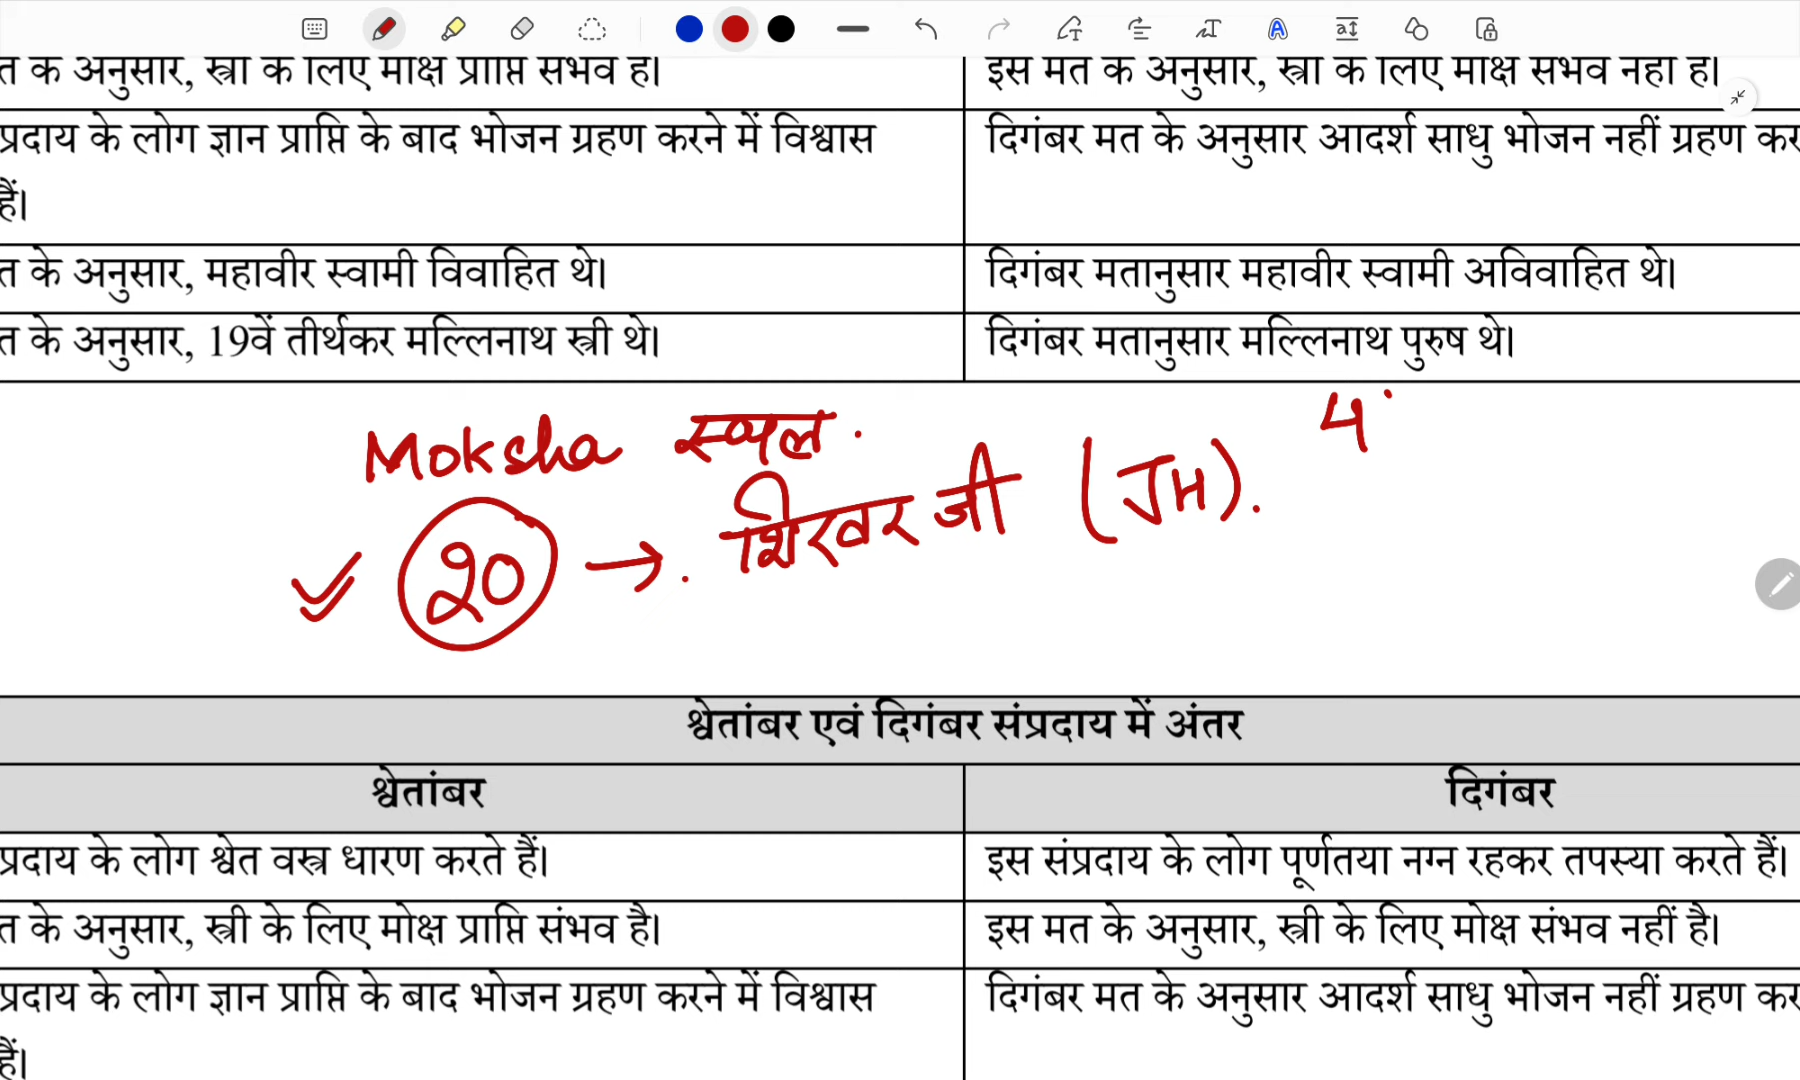 त के अनुसार, स्त्री के लिए मोक्ष प्राप्ति संभव है।
इस मत के अनुसार, स्त्री के लिए मोक्ष संभव नहीं है।
प्रदाय के लोग ज्ञान प्राप्ति के बाद भोजन ग्रहण करने में विश्वास
हैं।
दिगंबर मत के अनुसार आदर्श साधु भोजन नहीं ग्रहण कर
त के अनुसार, महावीर स्वामी विवाहित थे।
दिगंबर मतानुसार महावीर स्वामी अविवाहित थे।
त के अनुसार, 19वें तीर्थकर मल्लिनाथ स्त्री थे।
दिगंबर मतानुसार मल्लिनाथ पुरुष थे।
Moksha स्थल.
4
20 → शिखर जी (JH).
श्वेतांबर एवं दिगंबर संप्रदाय में अंतर
श्वेतांबर
दिगंबर
प्रदाय के लोग श्वेत वस्त्र धारण करते हैं।
इस संप्रदाय के लोग पूर्णतया नग्न रहकर तपस्या करते हैं।
त के अनुसार, स्त्री के लिए मोक्ष प्राप्ति संभव है।
इस मत के अनुसार, स्त्री के लिए मोक्ष संभव नहीं है।
प्रदाय के लोग ज्ञान प्राप्ति के बाद भोजन ग्रहण करने में विश्वास
हैं।
दिगंबर मत के अनुसार आदर्श साधु भोजन नहीं ग्रहण कर